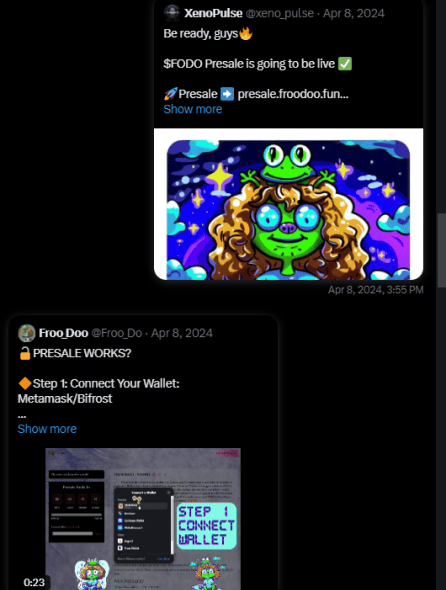 XenoPulse @xeno_pulse · Apr 8, 2024
Be ready, guys🔥
$FODO Presale is going to be live ✅
🚀Presale ➡️ presale.froodoo.fun...
Show more
Apr 8, 2024, 3:55 PM
Froo_Doo @Froo_Do · Apr 8, 2024
🔓PRESALE WORKS?
🔶Step 1: Connect Your Wallet:
Metamask/Bifrost
...
Show more
Connect a Wallet
STEP 1
CONNECT
WALLET
0:23